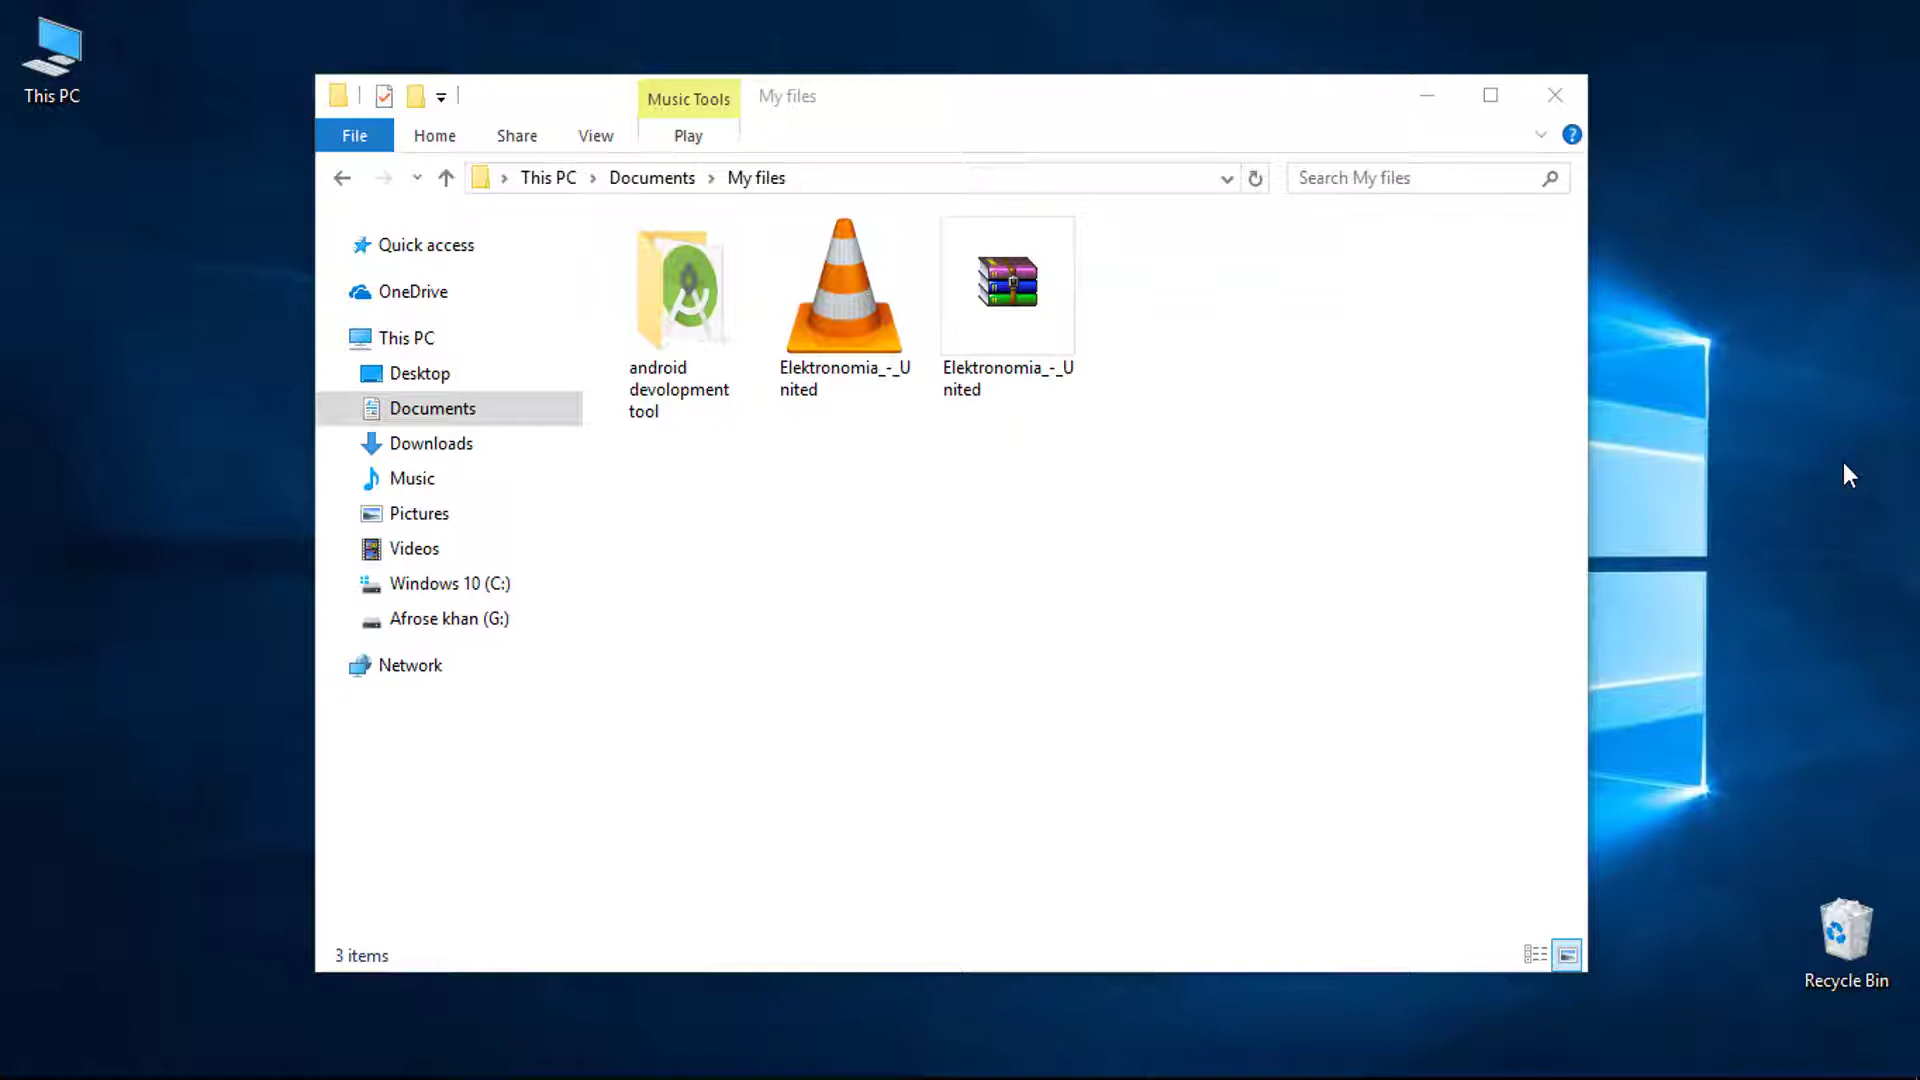 This PC
Music Tools
My files
File
Home
Share
View
Play
This PC
Documents
My files
Search My files
Quick access
OneDrive
This PC
Desktop
Documents
Downloads
Music
Pictures
Videos
Windows 10 (C:)
Afrose khan (G:)
Network
android
devolopment
tool
Elektronomia_-_U
nited
Elektronomia_-_U
nited
3 items
Recycle Bin